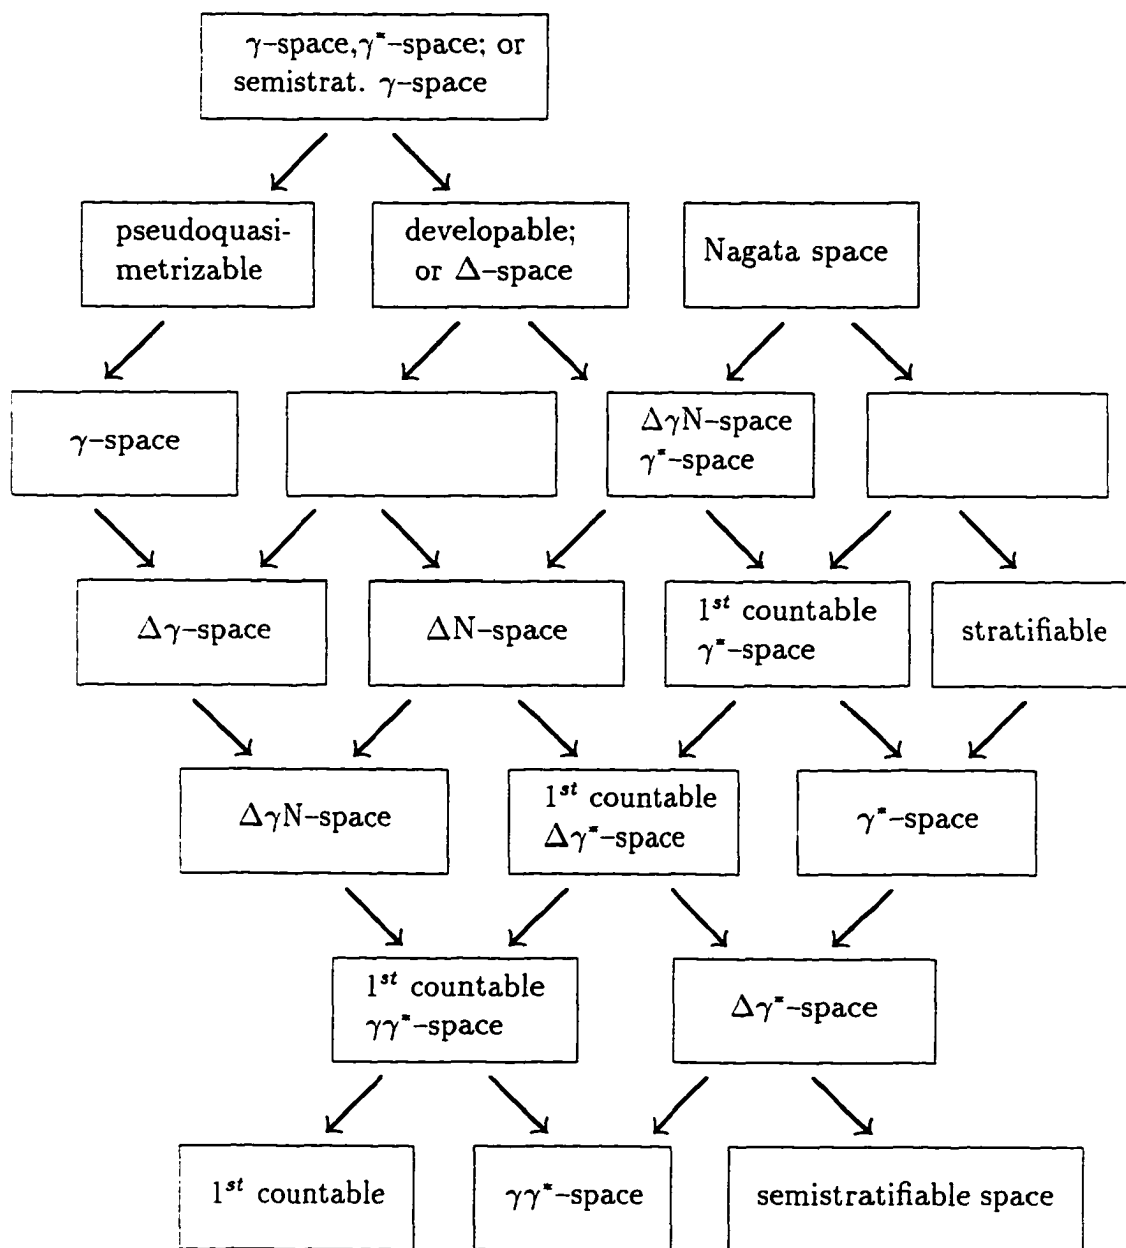 γ–space,γ*–space; or
semistrat. γ–space
pseudoquasi-
metrizable
developable;
or Δ–space
Nagata space
γ–space
ΔγN–space
γ*–space
Δγ–space
ΔN–space
1st countable
γ*–space
stratifiable
ΔγN–space
1st countable
Δγ*–space
γ*–space
1st countable
γγ*–space
Δγ*–space
1st countable
γγ*–space
semistratifiable space